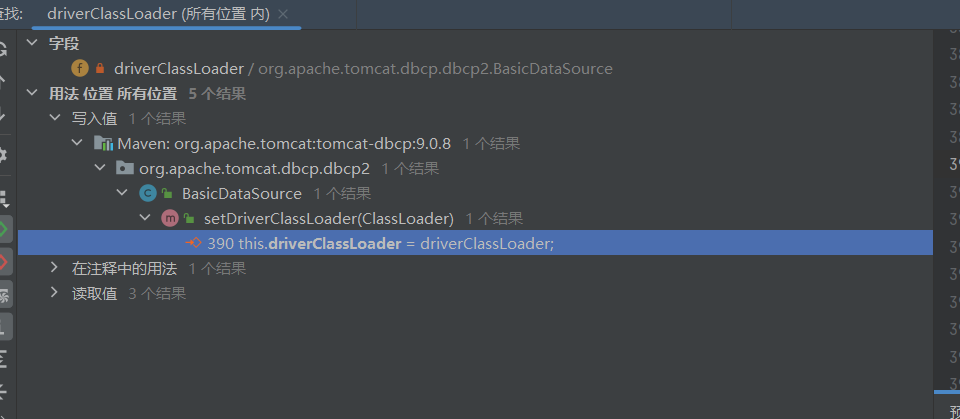 查找: driverClassLoader (所有位置 内) ×
字段
f driverClassLoader / org.apache.tomcat.dbcp.dbcp2.BasicDataSource
用法 位置 所有位置 5 个结果
写入值 1 个结果
Maven: org.apache.tomcat:tomcat-dbcp:9.0.8 1 个结果
org.apache.tomcat.dbcp.dbcp2 1 个结果
C BasicDataSource 1 个结果
m setDriverClassLoader(ClassLoader) 1 个结果
390 this.driverClassLoader = driverClassLoader;
在注释中的用法 1 个结果
读取值 3 个结果